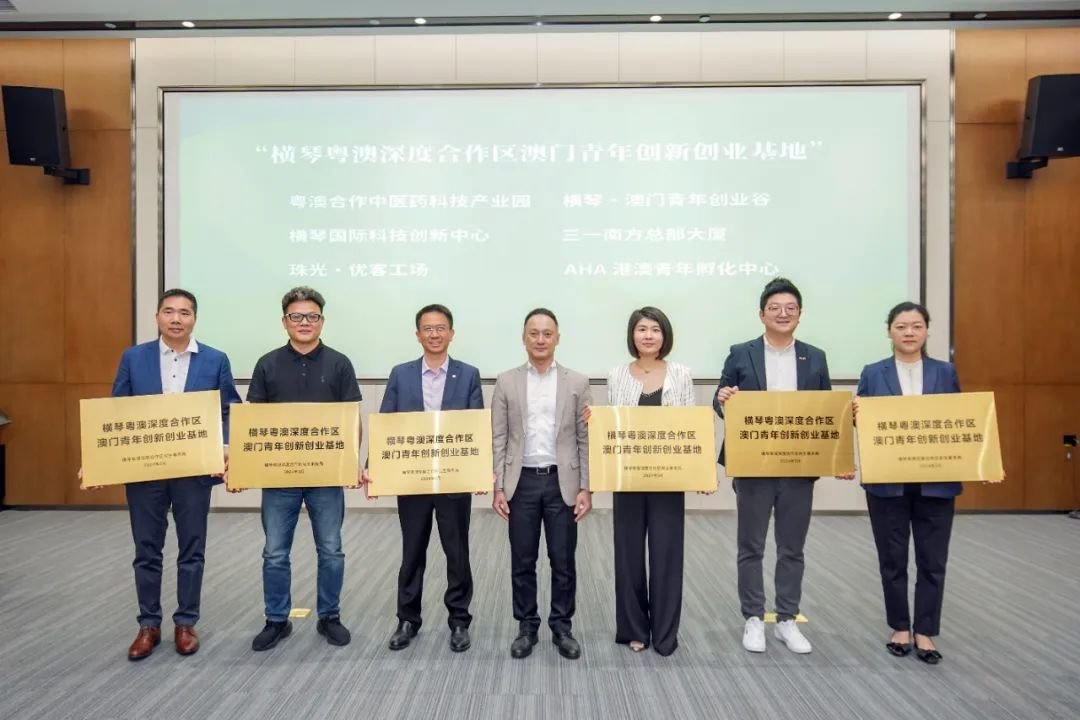 “横琴粤澳深度合作区澳门青年创新创业基地”
粤澳合作中医药科技产业园
横琴·澳门青年创业谷
横琴国际科技创新中心
三一南方总部大厦
珠光·优客工场
AHA 港澳青年孵化中心
横琴粤澳深度合作区
澳门青年创新创业基地
横琴粤澳深度合作区
澳门青年创新创业基地
横琴粤澳深度合作区
澳门青年创新创业基地
横琴粤澳深度合作区
澳门青年创新创业基地
横琴粤澳深度合作区
澳门青年创新创业基地
横琴粤澳深度合作区
澳门青年创新创业基地